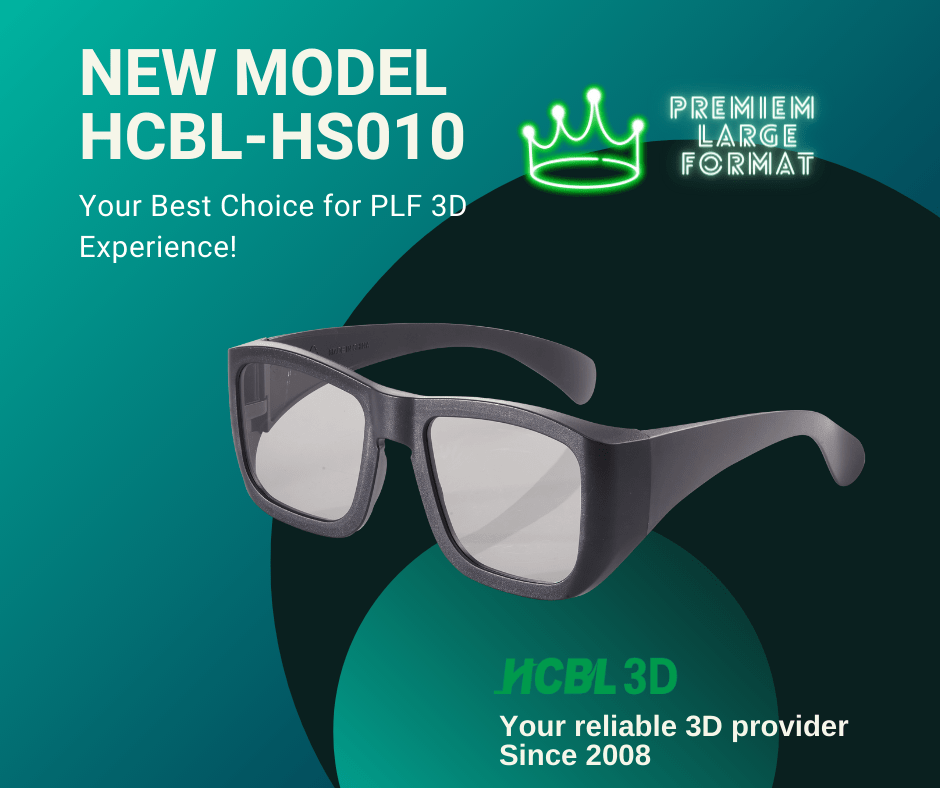 NEW MODEL
HCBL-HS010
Your Best Choice for PLF 3D
Experience!
PREMIEM
LARGE
FORMAT
HCBL 3D
Your reliable 3D provider
Since 2008